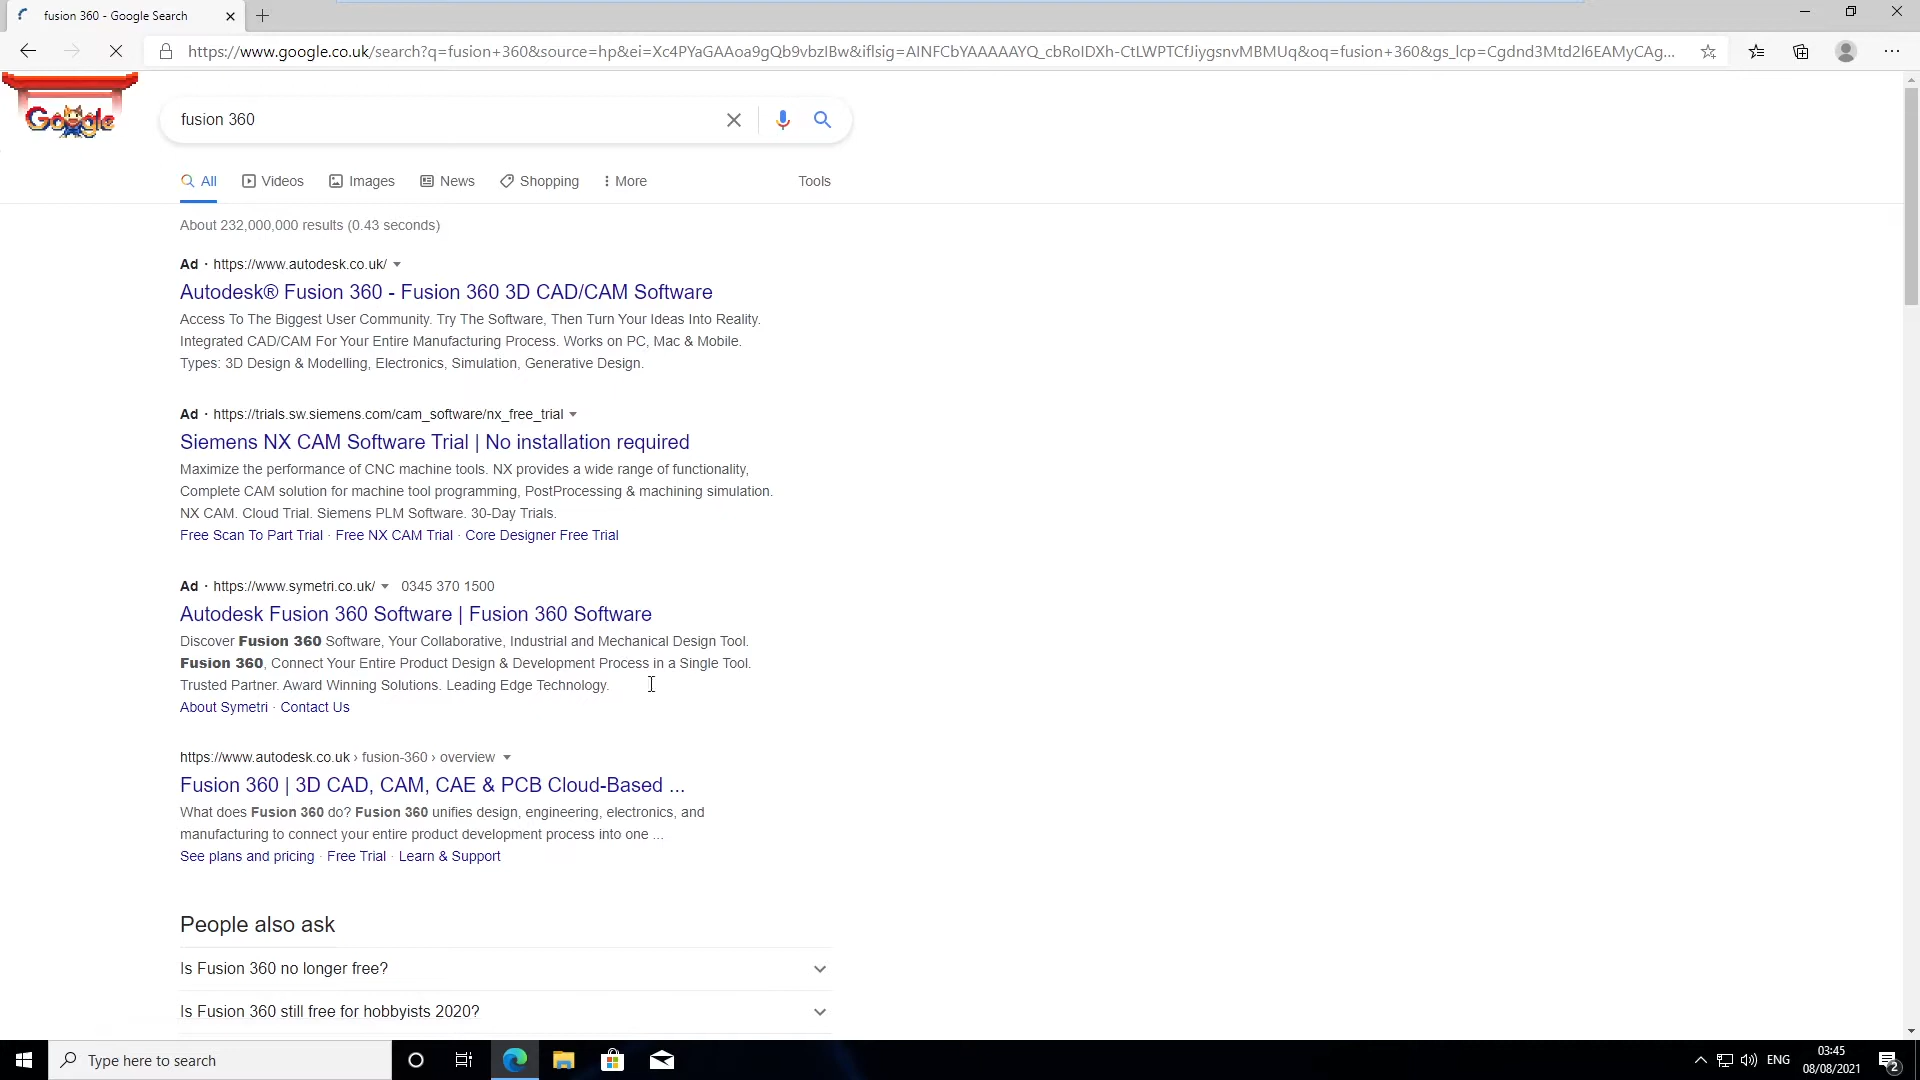 fusion 360 - Google Search
https://www.google.co.uk/search?q=fusion+360&source=hp&ei=Xc4PYaGAAoa9gQb9vbzIBw&iflsig=AINFCbYAAAAAYQ_cbRoIDXh-CtLWPTCfJiygsnvMBMUq&oq=fusion+360&gs_lcp=Cgdnd3Mtd2l6EAMyCAg...
Google
fusion 360
All Videos Images News Shopping More Tools
About 232,000,000 results (0.43 seconds)
Ad · https://www.autodesk.co.uk/
Autodesk® Fusion 360 - Fusion 360 3D CAD/CAM Software
Access To The Biggest User Community. Try The Software, Then Turn Your Ideas Into Reality.
Integrated CAD/CAM For Your Entire Manufacturing Process. Works on PC, Mac & Mobile.
Types: 3D Design & Modelling, Electronics, Simulation, Generative Design.
Ad · https://trials.sw.siemens.com/cam_software/nx_free_trial
Siemens NX CAM Software Trial | No installation required
Maximize the performance of CNC machine tools. NX provides a wide range of functionality,
Complete CAM solution for machine tool programming, PostProcessing & machining simulation.
NX CAM. Cloud Trial. Siemens PLM Software. 30-Day Trials.
Free Scan To Part Trial · Free NX CAM Trial · Core Designer Free Trial
Ad · https://www.symetri.co.uk/ 0345 370 1500
Autodesk Fusion 360 Software | Fusion 360 Software
Discover Fusion 360 Software, Your Collaborative, Industrial and Mechanical Design Tool.
Fusion 360, Connect Your Entire Product Design & Development Process in a Single Tool.
Trusted Partner. Award Winning Solutions. Leading Edge Technology.
About Symetri · Contact Us
https://www.autodesk.co.uk › fusion-360 › overview
Fusion 360 | 3D CAD, CAM, CAE & PCB Cloud-Based ...
What does Fusion 360 do? Fusion 360 unifies design, engineering, electronics, and
manufacturing to connect your entire product development process into one ...
See plans and pricing · Free Trial · Learn & Support
People also ask
Is Fusion 360 no longer free?
Is Fusion 360 still free for hobbyists 2020?
Type here to search
ENG
03:45
08/08/2021
2